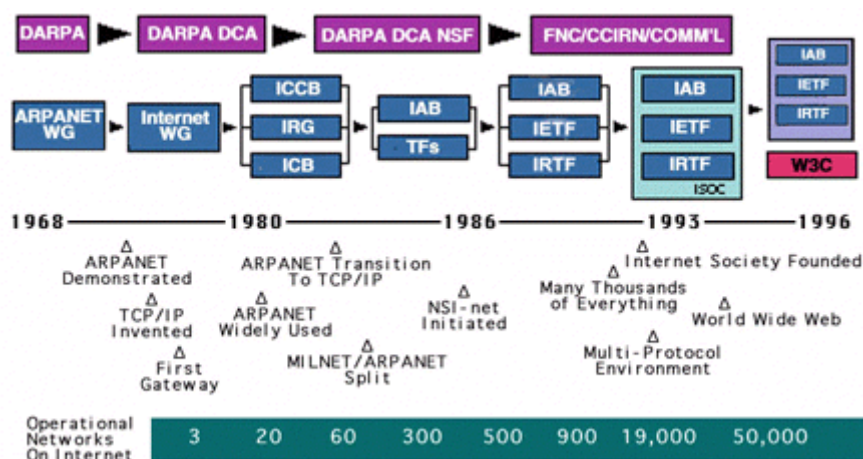 DARPA
DARPA DCA
DARPA DCA NSF
FNC/CCIRN/COMM'L
ARPANET
WG
Internet
WG
ICCB
IRG
ICB
IAB
TFs
IAB
IETF
IRTF
IAB
IETF
IRTF
ISOC
IAB
IETF
IRTF
W3C
1968
1980
1986
1993
1996
ARPANET
Demonstrated
TCP/IP
Invented
First
Gateway
ARPANET Transition
To TCP/IP
ARPANET
Widely Used
MILNET/ARPANET
Split
NSI-net
Initiated
Internet Society Founded
Many Thousands
of Everything
World Wide Web
Multi-Protocol
Environment
Operational
Networks
On Internet
3 20 60 300 500 900 19,000 50,000